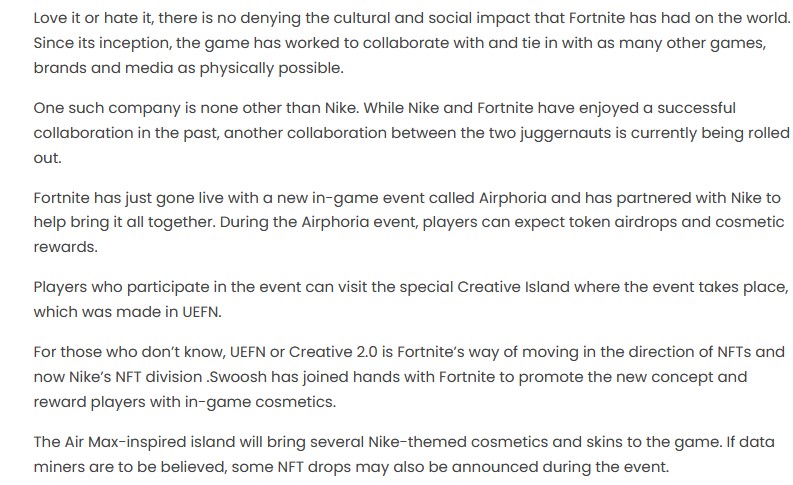 Love it or hate it, there is no denying the cultural and social impact that Fortnite has had on the world.
Since its inception, the game has worked to collaborate with and tie in with as many other games,
brands and media as physically possible.
One such company is none other than Nike. While Nike and Fortnite have enjoyed a successful
collaboration in the past, another collaboration between the two juggernauts is currently being rolled
out.
Fortnite has just gone live with a new in-game event called Airphoria and has partnered with Nike to
help bring it all together. During the Airphoria event, players can expect token airdrops and cosmetic
rewards.
Players who participate in the event can visit the special Creative Island where the event takes place,
which was made in UEFN.
For those who don’t know, UEFN or Creative 2.0 is Fortnite’s way of moving in the direction of NFTs and
now Nike’s NFT division .Swoosh has joined hands with Fortnite to promote the new concept and
reward players with in-game cosmetics.
The Air Max-inspired island will bring several Nike-themed cosmetics and skins to the game. If data
miners are to be believed, some NFT drops may also be announced during the event.